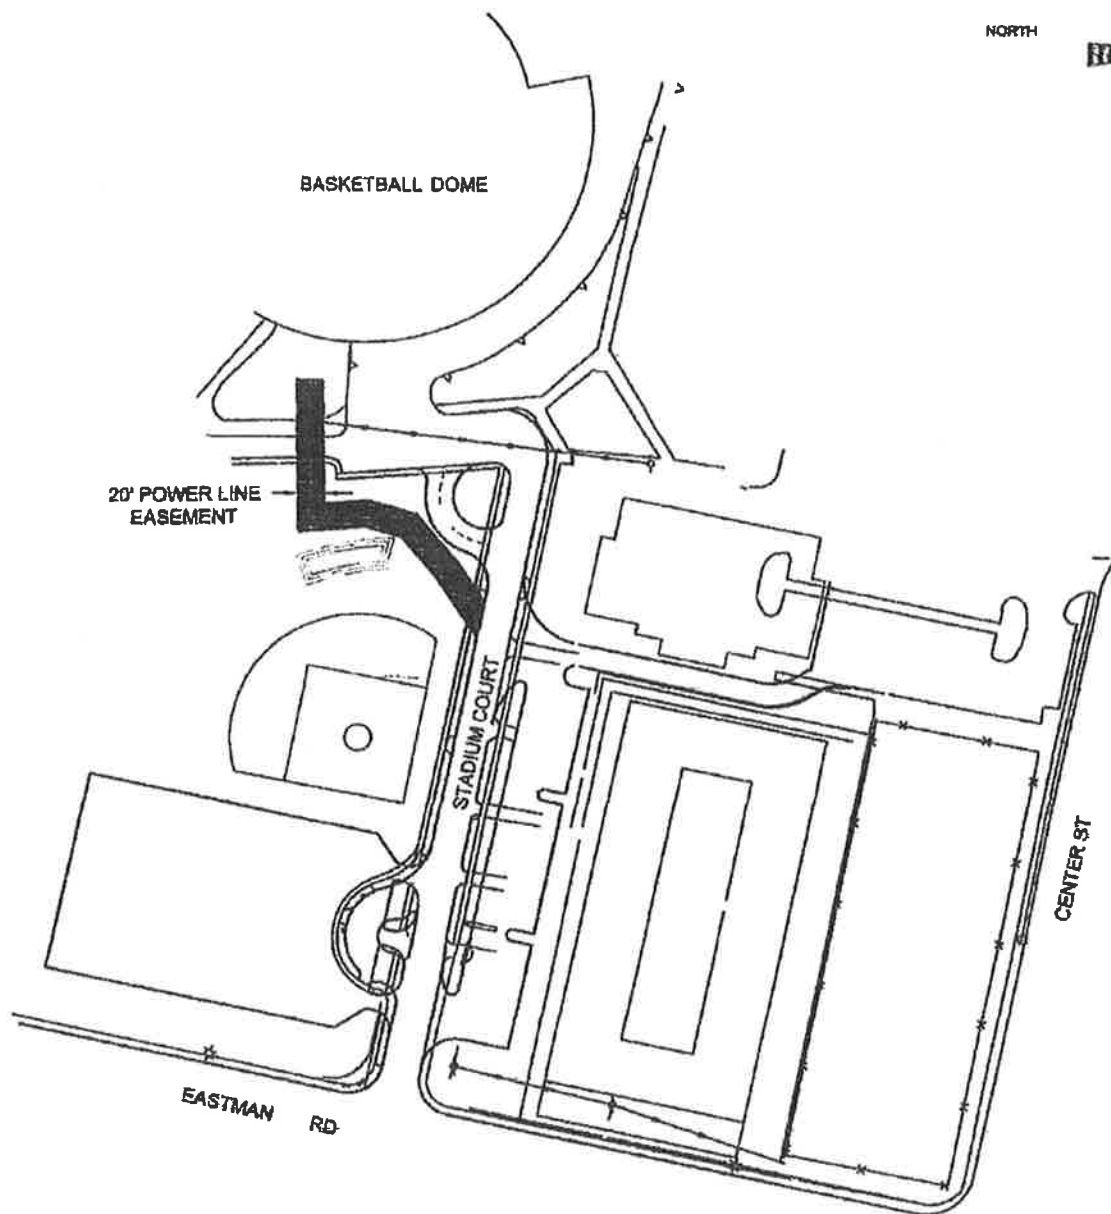 NORTH
BASKETBALL DOME
20' POWER LINE
EASEMENT
STADIUM COURT
CENTER ST
EASTMAN RD